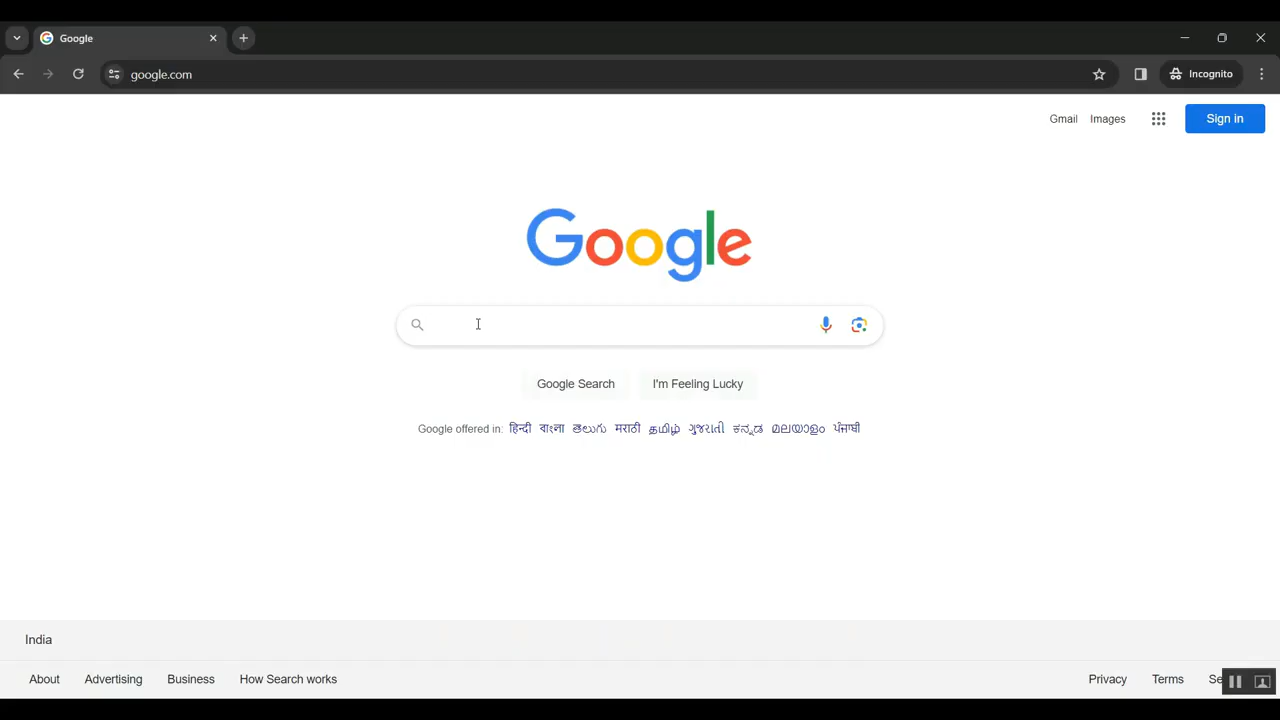 Google
google.com
Incognito
Gmail Images Sign in
Google
Google Search I'm Feeling Lucky
Google offered in: हिन्दी বাংলা తెలుగు मराठी தமிழ் ગુજરાતી ಕನ್ನಡ മലയാളം ਪੰਜਾਬੀ
India
About Advertising Business How Search works Privacy Terms Se